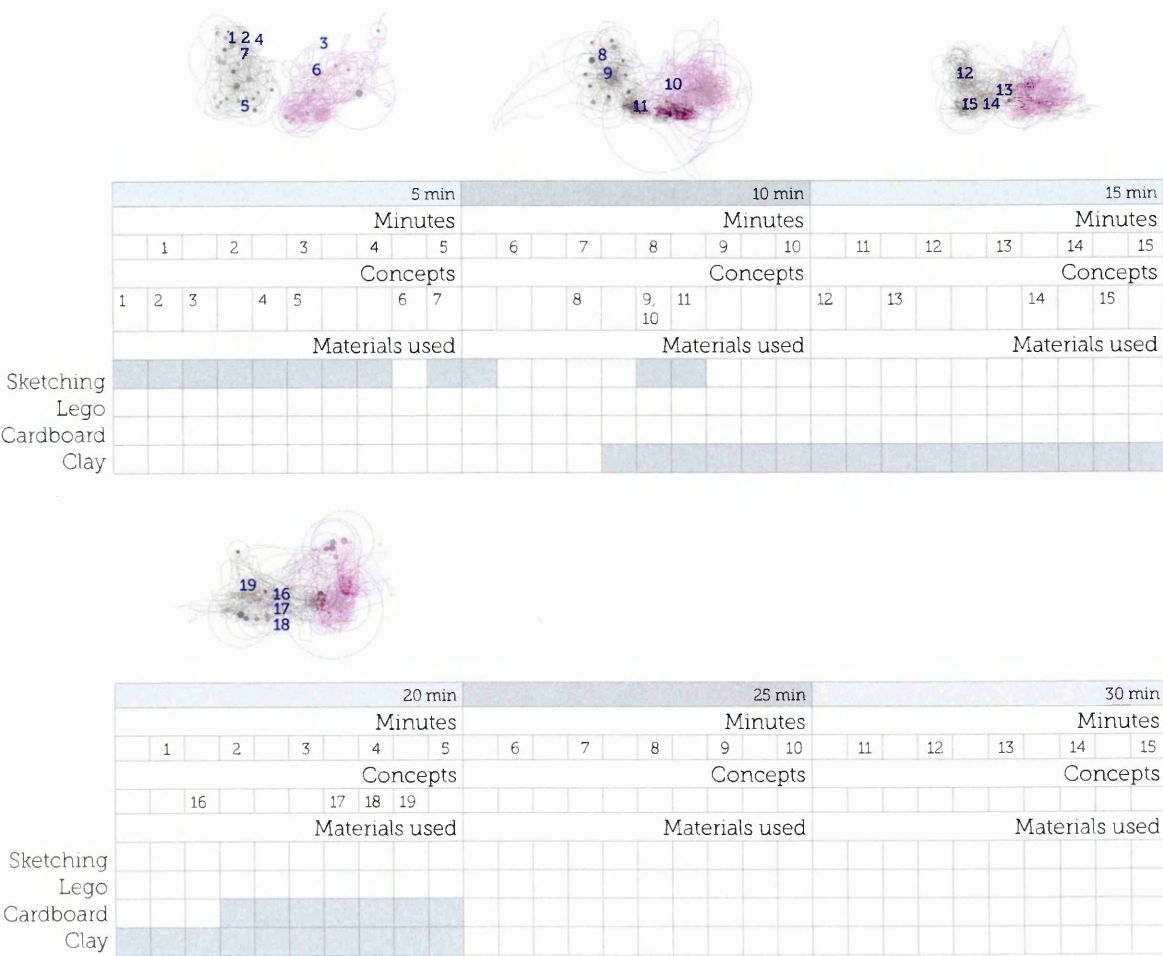 1 2 4
3
7
6
5
8
9
10
11
12
13
15 14
5 min 10 min 15 min
Minutes Minutes Minutes
1 2 3 4 5 6 7 8 9 10 11 12 13 14 15
Concepts Concepts Concepts
1 2 3 4 5 6 7 8 9, 11 12 13 14 15
10
Materials used Materials used Materials used
Sketching
Lego
Cardboard
Clay
19
16
17
18
20 min 25 min 30 min
Minutes Minutes Minutes
1 2 3 4 5 6 7 8 9 10 11 12 13 14 15
Concepts Concepts Concepts
16 17 18 19
Materials used Materials used Materials used
Sketching
Lego
Cardboard
Clay